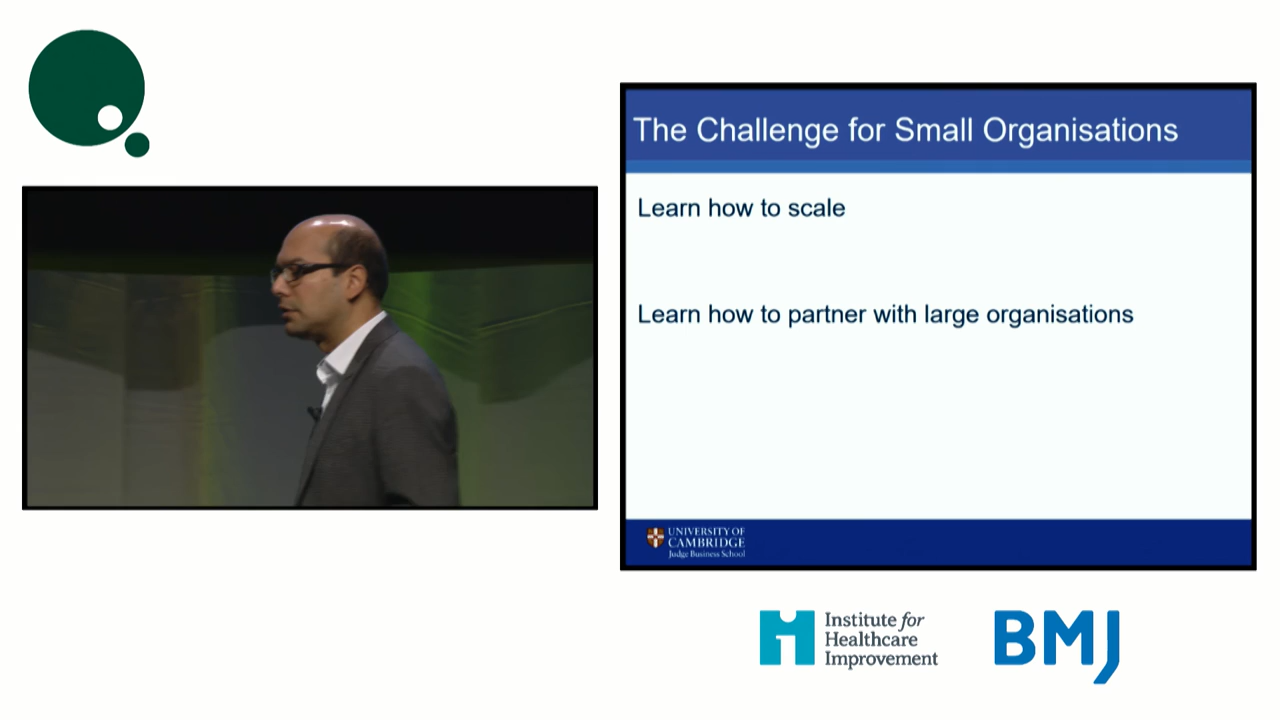 The Challenge for Small Organisations
Learn how to scale
Learn how to partner with large organisations
UNIVERSITY OF
CAMBRIDGE
Judge Business School
Institute for
Healthcare
Improvement
BMJ